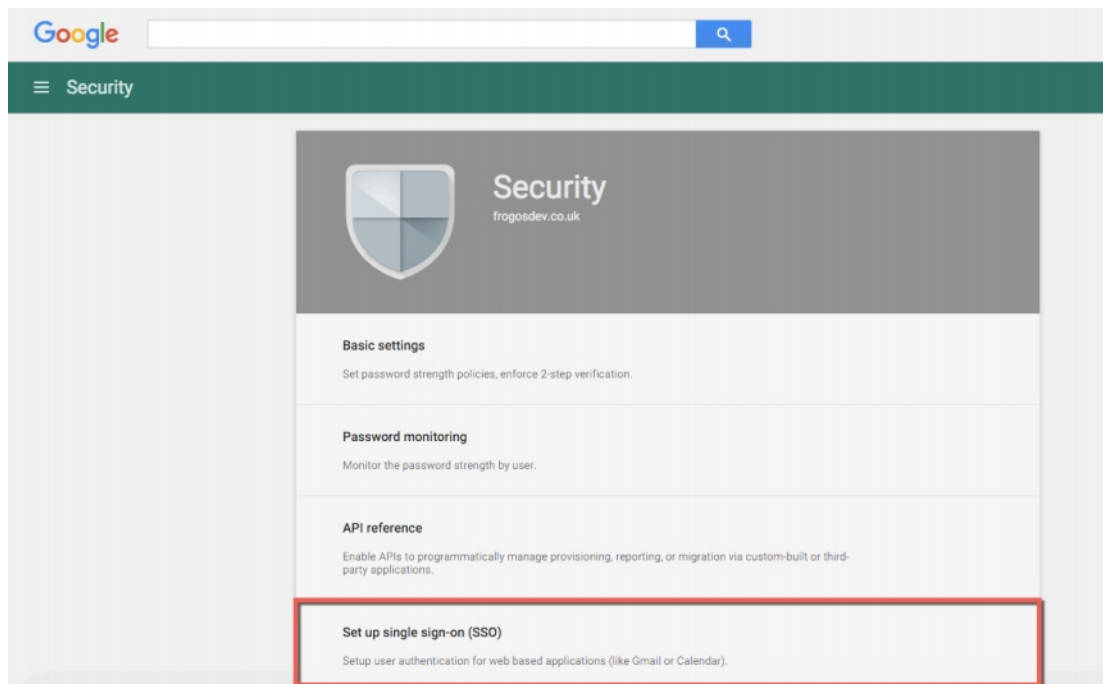 Google
Security
Security
frogosdev.co.uk
Basic settings
Set password strength policies, enforce 2-step verification.
Password monitoring
Monitor the password strength by user.
API reference
Enable APIs to programmatically manage provisioning, reporting, or migration via custom-built or third-
party applications.
Set up single sign-on (SSO)
Setup user authentication for web based applications (like Gmail or Calendar).